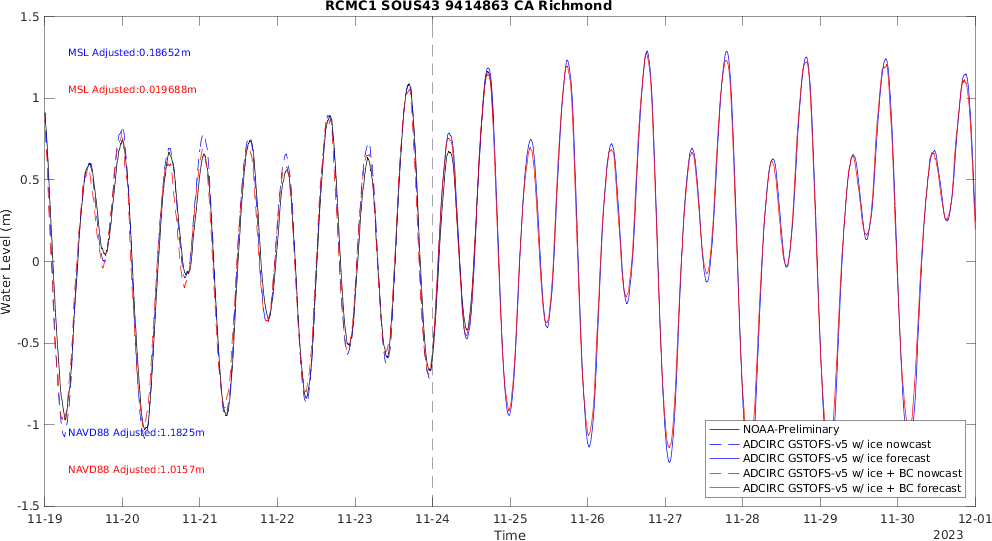 RCMC1 SOUS43 9414863 CA Richmond
1.5
1
0.5
0
-0.5
-1
-1.5
Water Level (m)
MSL Adjusted:0.18652m
MSL Adjusted:0.019688m
NAVD88 Adjusted:1.1825m
NAVD88 Adjusted:1.0157m
NOAA-Preliminary
ADCIRC GSTOFS-v5 w/ ice nowcast
ADCIRC GSTOFS-v5 w/ ice forecast
ADCIRC GSTOFS-v5 w/ ice + BC nowcast
ADCIRC GSTOFS-v5 w/ ice + BC forecast
11-19 11-20 11-21 11-22 11-23 11-24 11-25 11-26 11-27 11-28 11-29 11-30 12-01
Time
2023